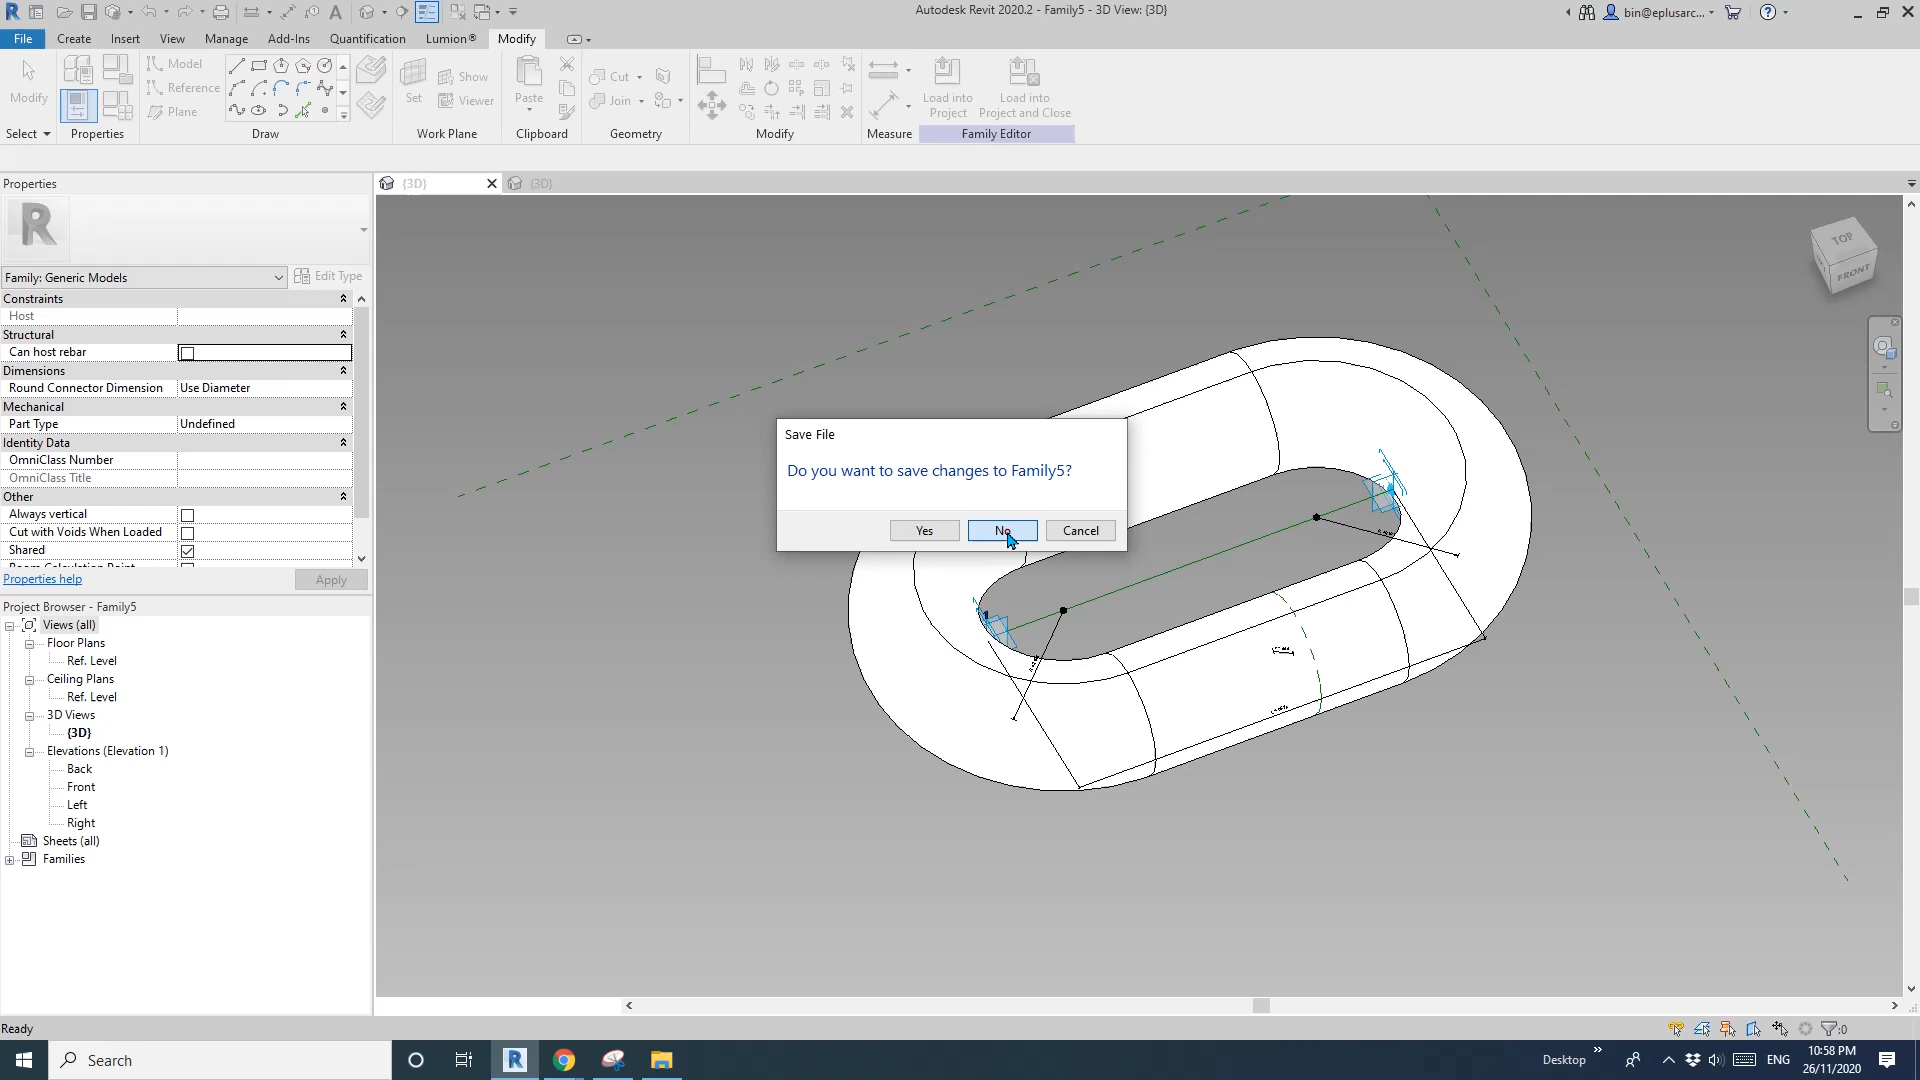 Autodesk Revit 2020.2 - Family5 - 3D View: {3D}
bin@eplusarc...
File
Create
Insert
View
Manage
Add-Ins
Quantification
Lumion®
Modify
Modify
Select
Properties
Model
Reference
Plane
Draw
Set
Show
Viewer
Work Plane
Paste
Clipboard
Cut
Join
Geometry
Modify
Measure
Load into
Project
Load into
Project and Close
Family Editor
Properties
{3D}
{3D}
Family: Generic Models
Edit Type
Constraints
Host
Structural
Can host rebar
Dimensions
Round Connector Dimension Use Diameter
Mechanical
Part Type Undefined
Identity Data
OmniClass Number
OmniClass Title
Other
Always vertical
Cut with Voids When Loaded
Shared
Properties help
Apply
Project Browser - Family5
Views (all)
Floor Plans
Ref. Level
Ceiling Plans
Ref. Level
3D Views
{3D}
Elevations (Elevation 1)
Back
Front
Left
Right
Sheets (all)
Families
TOP
FRONT
Save File
Do you want to save changes to Family5?
Yes
No
Cancel
Ready
:0
Search
Desktop
ENG
10:58 PM
26/11/2020